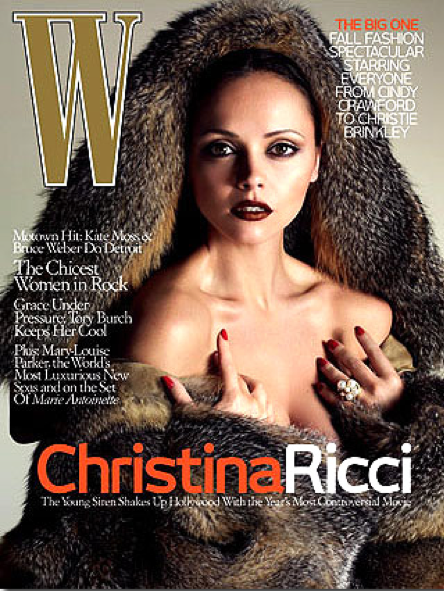 W
THE BIG ONE
FALL FASHION
SPECTACULAR
STARRING
EVERYONE
FROM CINDY
CRAWFORD
TO CHRISTIE
BRINKLEY
Motown Hit: Kate Moss &
Bruce Weber Do Detroit
The Chicest
Women in Rock
Grace Under
Pressure: Tory Burch
Keeps Her Cool
Plus: Mary-Louise
Parker, the World's
Most Luxurious New
Spas and on the Set
Of Marie Antoinette
ChristinaRicci
The Young Siren Shakes Up Hollywood With the Year's Most Controversial Movie